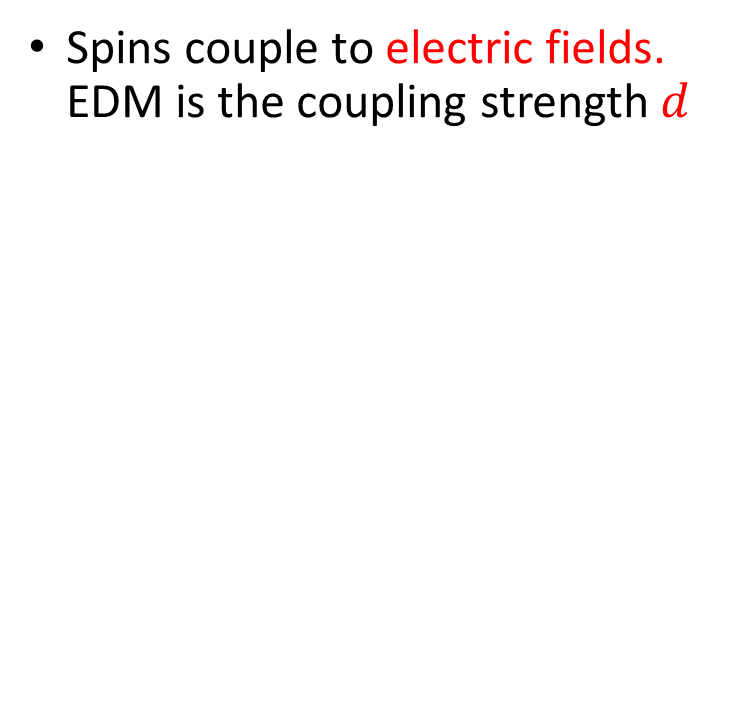 • Spins couple to electric fields.
EDM is the coupling strength d